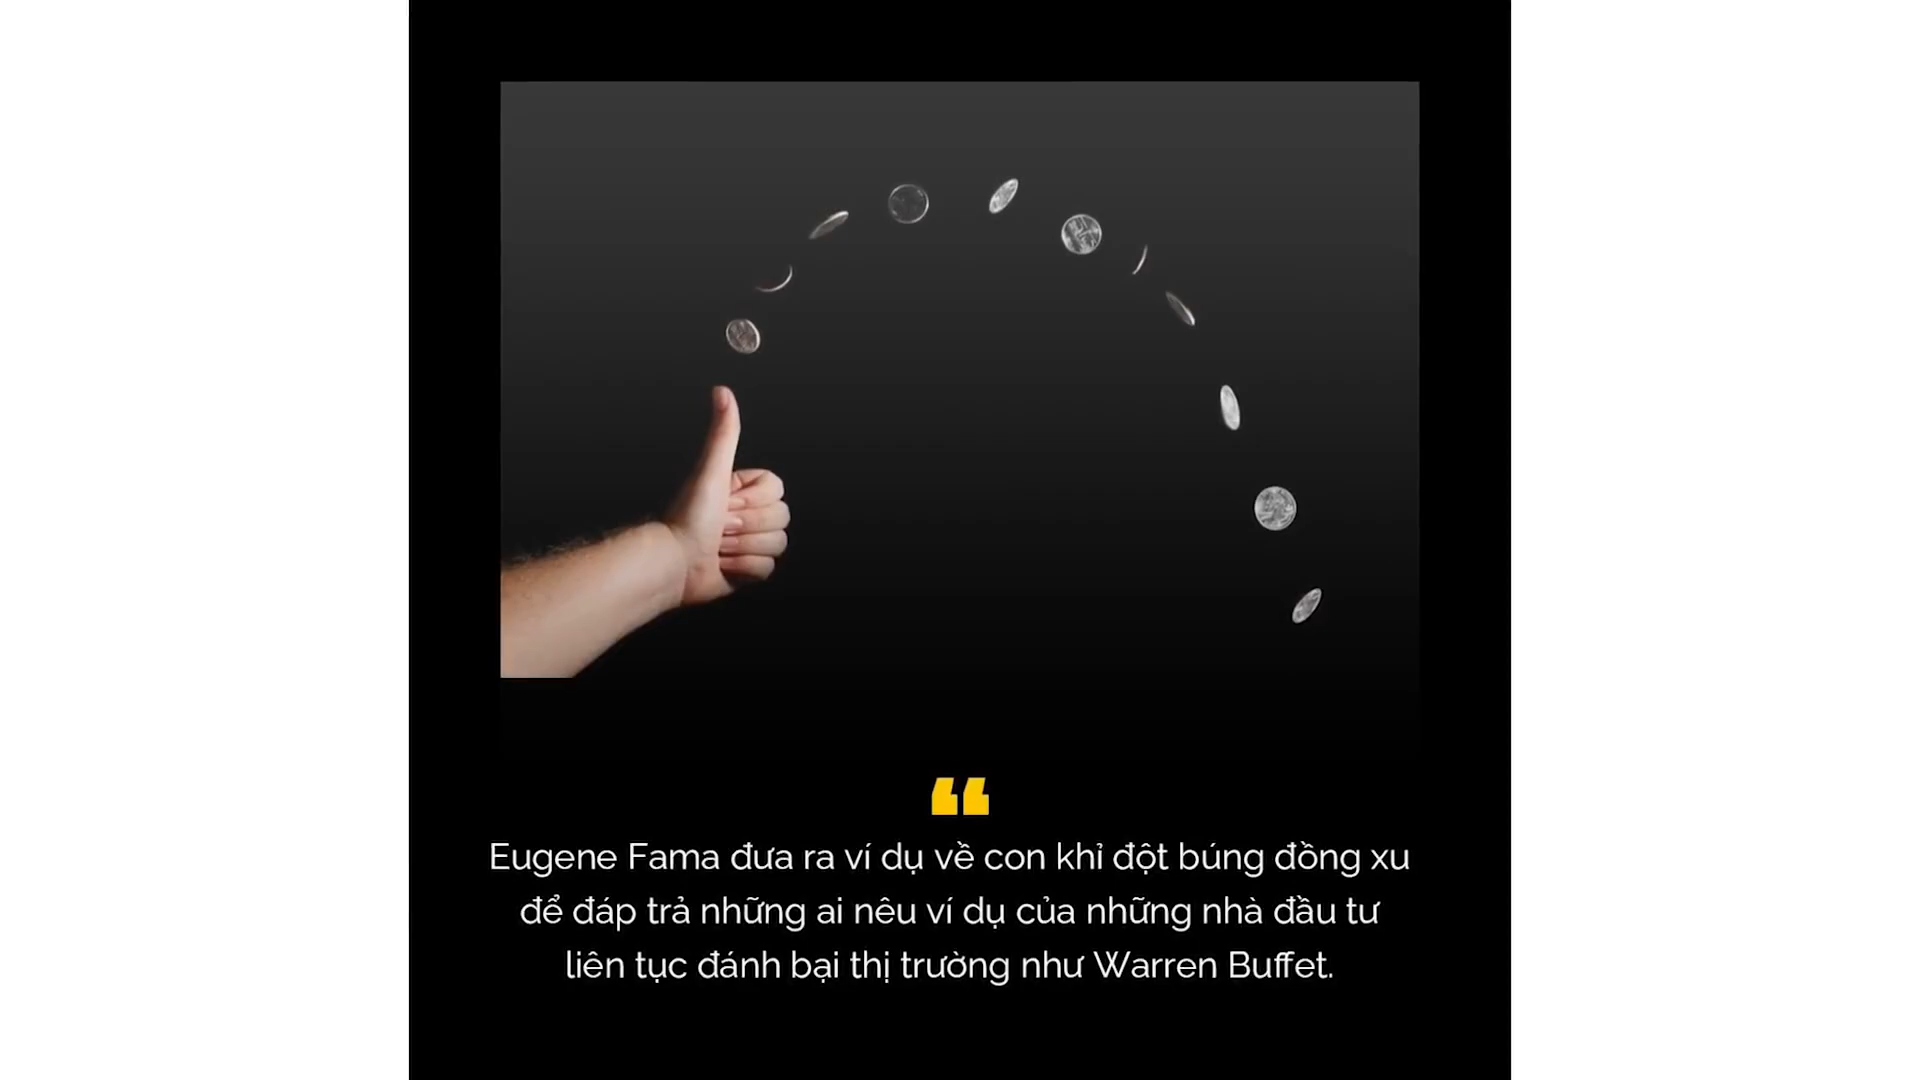 “
Eugene Fama đưa ra ví dụ về con khỉ đột búng đồng xu
để đáp trả những ai nêu ví dụ của những nhà đầu tư
liên tục đánh bại thị trường như Warren Buffet.